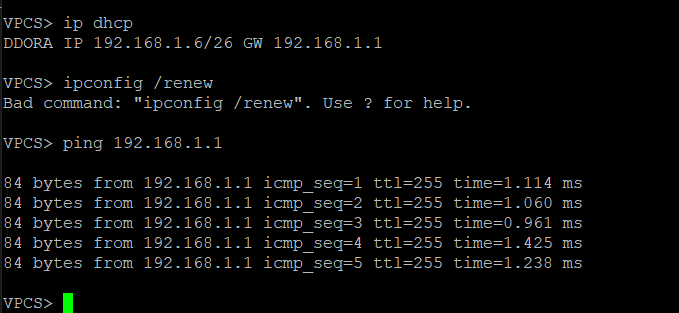 VPCS> ip dhcp
DDORA IP 192.168.1.6/26 GW 192.168.1.1
VPCS> ipconfig /renew
Bad command: "ipconfig /renew". Use ? for help.
VPCS> ping 192.168.1.1
84 bytes from 192.168.1.1 icmp_seq=1 ttl=255 time=1.114 ms
84 bytes from 192.168.1.1 icmp_seq=2 ttl=255 time=1.060 ms
84 bytes from 192.168.1.1 icmp_seq=3 ttl=255 time=0.961 ms
84 bytes from 192.168.1.1 icmp_seq=4 ttl=255 time=1.425 ms
84 bytes from 192.168.1.1 icmp_seq=5 ttl=255 time=1.238 ms
VPCS>